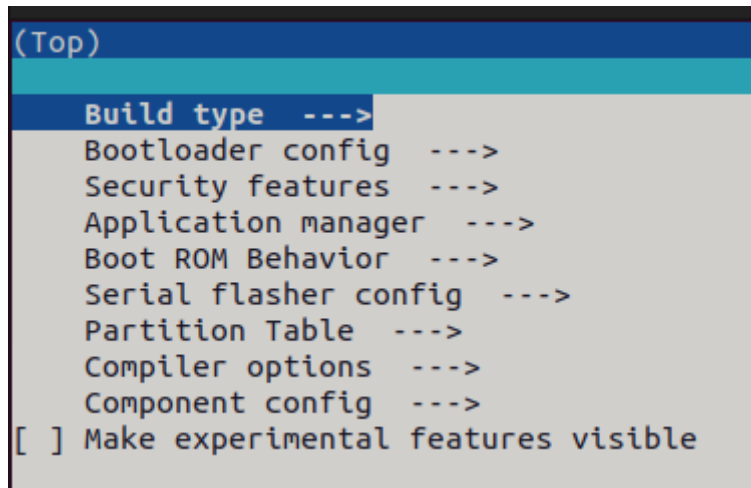 (Top)
Build type  --->
Bootloader config  --->
Security features  --->
Application manager  --->
Boot ROM Behavior  --->
Serial flasher config  --->
Partition Table  --->
Compiler options  --->
Component config  --->
[ ] Make experimental features visible